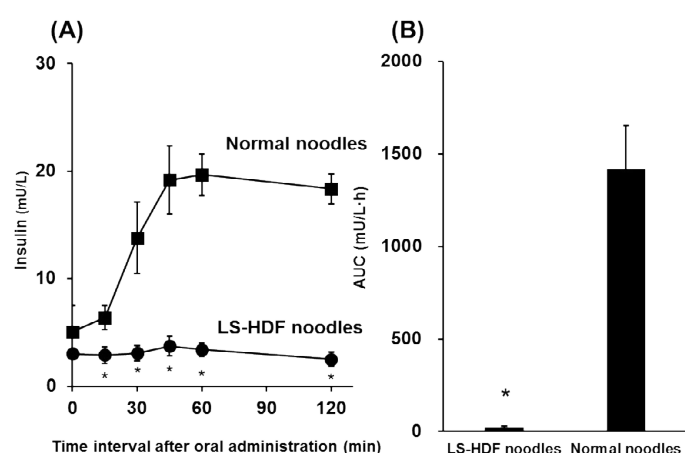 (A)
30
20
10
0
Insulin (mU/L)
Normal noodles
LS-HDF noodles
* * * * *
0 30 60 90 120
Time interval after oral administration (min)
(B)
2000
1500
1000
500
0
AUC (mU/L·h)
*
LS-HDF noodles Normal noodles